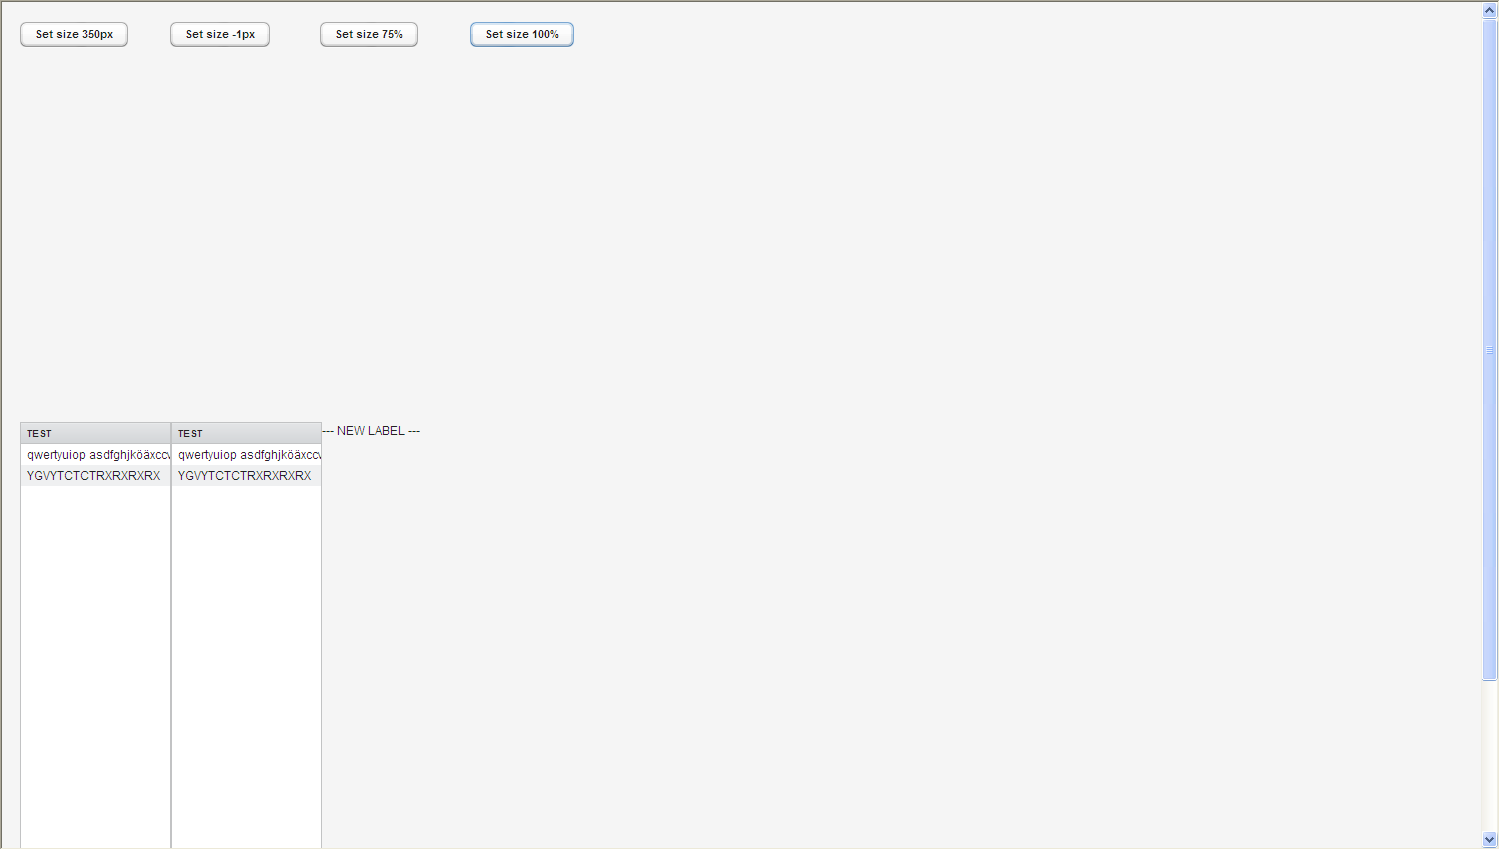 Set size 350px Set size -1px Set size 75% Set size 100%
TEST TEST --- NEW LABEL ---
qwertyuiop asdfghjköäxccv qwertyuiop asdfghjköäxccv
YGVYTCTCTRXRXRXRX YGVYTCTCTRXRXRXRX